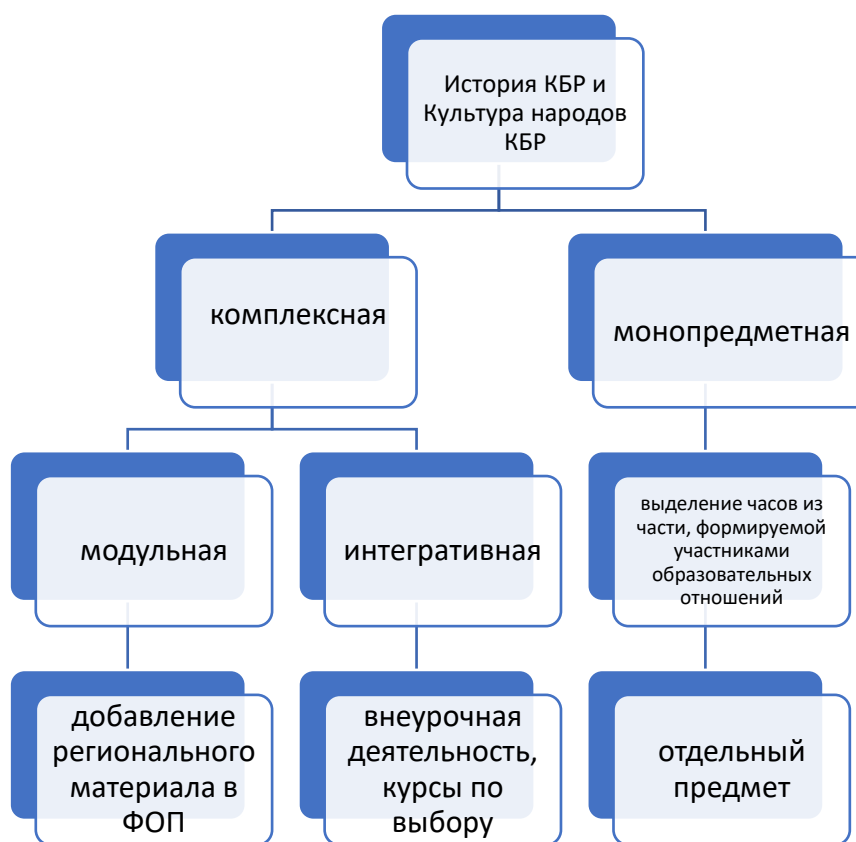 История КБР и
Культура народов
КБР
комплексная
монопредметная
модульная
интегративная
выделение часов из
части, формируемой
участниками
образовательных
отношений
добавление
регионального
материала в
ФОП
внеурочная
деятельность,
курсы по
выбору
отдельный
предмет